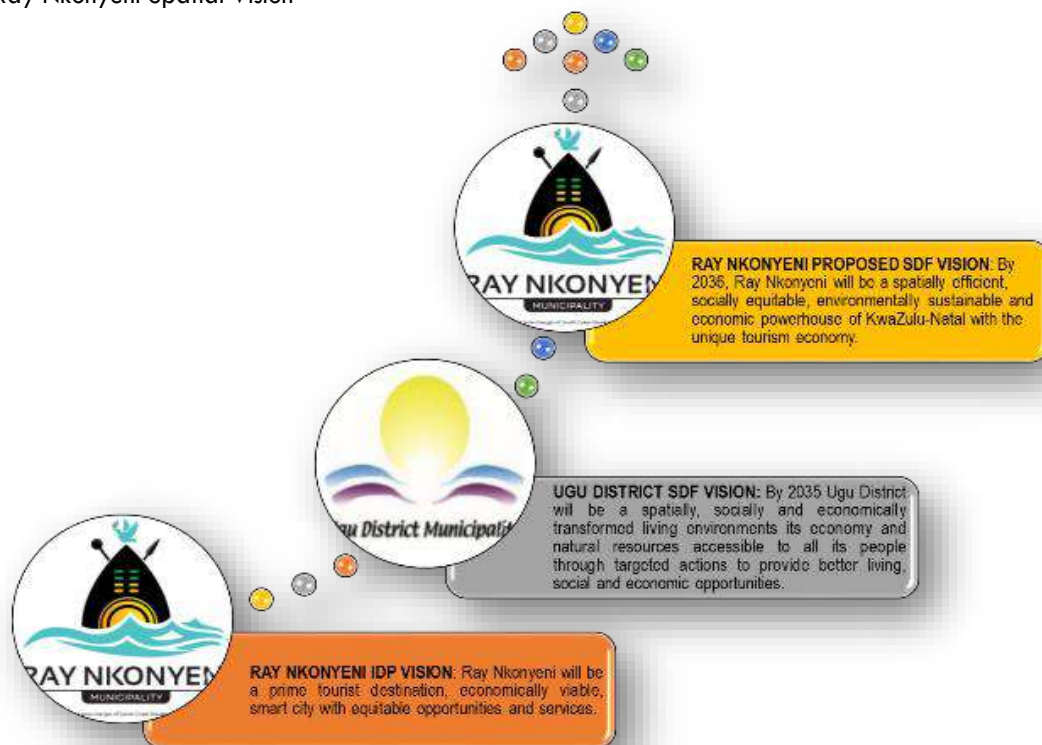 Ray Nkonyeni Spatial Vision
RAY NKONYENI
MUNICIPALITY
RAY NKONYENI PROPOSED SDF VISION: By
2036, Ray Nkonyeni will be a spatially efficient,
socially equitable, environmentally sustainable and
economic powerhouse of KwaZulu-Natal with the
unique tourism economy.
Ugu District Municipality
UGU DISTRICT SDF VISION: By 2035 Ugu District
will be a spatially, socially and economically
transformed living environments its economy and
natural resources accessible to all its people
through targeted actions to provide better living,
social and economic opportunities.
RAY NKONYENI
MUNICIPALITY
RAY NKONYENI IDP VISION: Ray Nkonyeni will be
a prime tourist destination, economically viable,
smart city with equitable opportunities and services.